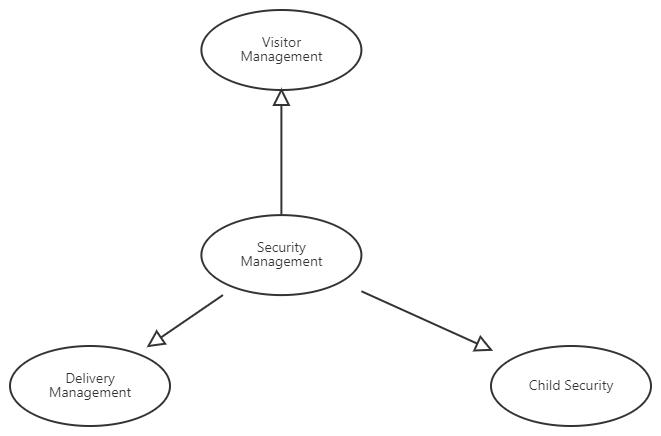 Visitor
Management
Security
Management
Delivery
Management
Child Security